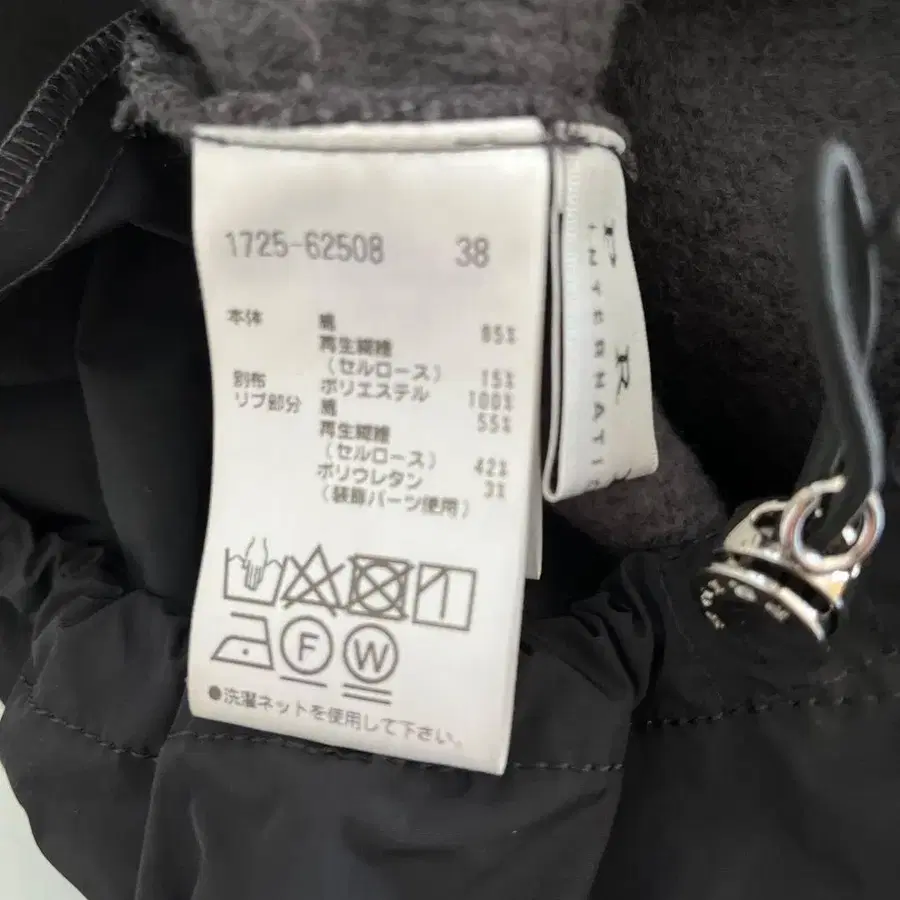 1725-62508 38
本体 綿 85%
再生繊維
(セルロース) 15%
別布 ポリエステル 100%
リブ部分 綿 55%
再生繊維
(セルロース) 42%
ポリウレタン 3%
(装飾パーツ使用)
F W
●洗濯ネットを使用して下さい。
R